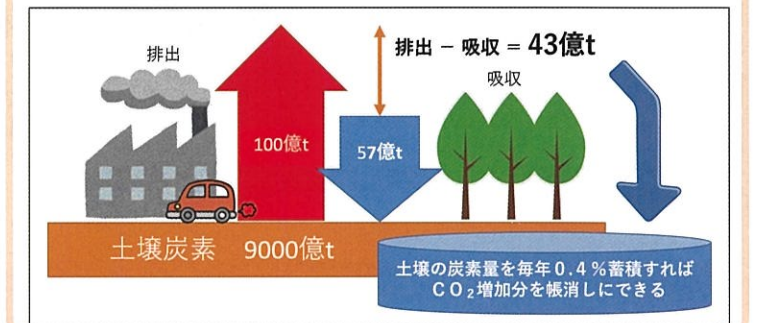 排出
排出 − 吸収 = 43億t
吸収
100億t
57億t
土壌炭素　9000億t
土壌の炭素量を毎年0.4％蓄積すれば
ＣＯ₂増加分を帳消しにできる